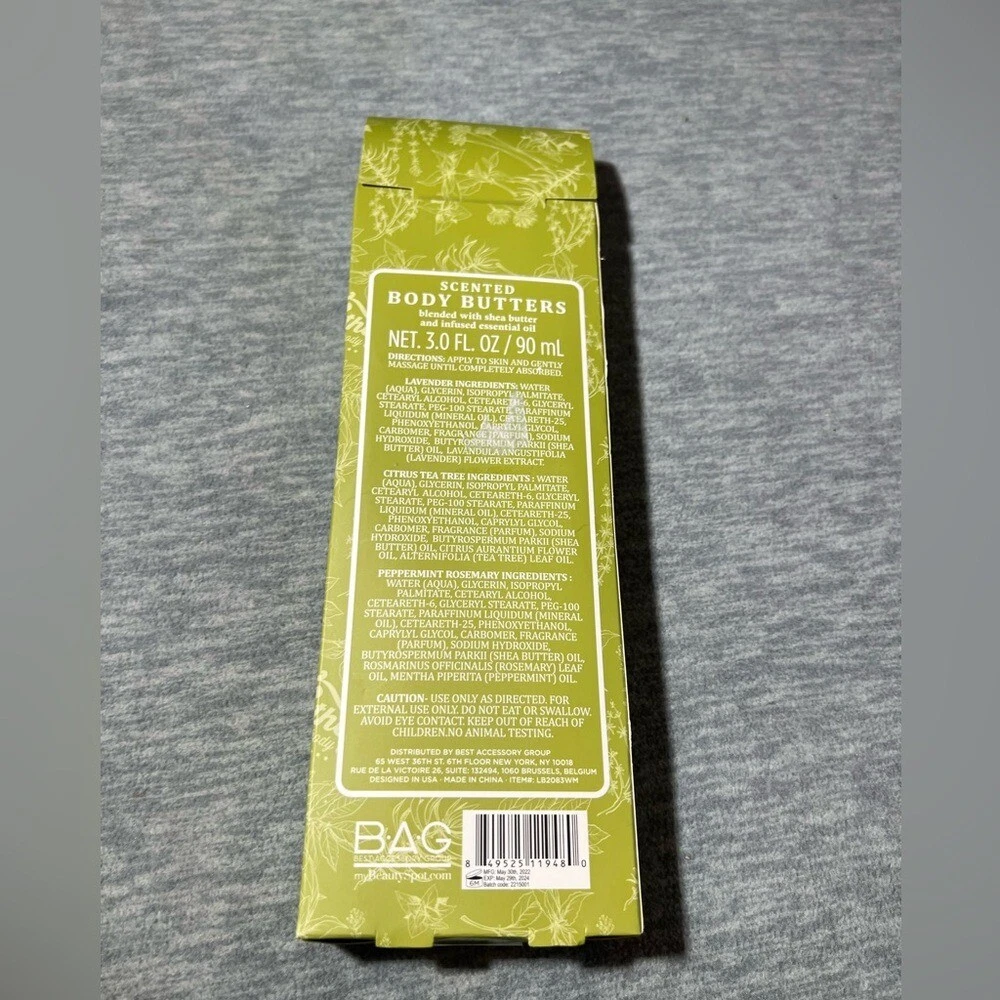 SCENTED
BODY BUTTERS
blended with shea butter
and infused essential oil
NET. 3.0 FL. OZ / 90 mL
DIRECTIONS: APPLY TO SKIN AND GENTLY
MASSAGE UNTIL COMPLETELY ABSORBED.
LAVENDER INGREDIENTS: WATER
(AQUA), GLYCERIN, ISOPROPYL PALMITATE,
CETEARYL ALCOHOL, CETEARETH-6, GLYCERYL
STEARATE, PEG-100 STEARATE, PARAFFINUM
LIQUIDUM (MINERAL OIL), CETEARETH-25,
PHENOXYETHANOL, CAPRYLYL GLYCOL,
CARBOMER, FRAGRANCE (PARFUM), SODIUM
HYDROXIDE, BUTYROSPERMUM PARKII (SHEA
BUTTER) OIL, LAVANDULA ANGUSTIFOLIA
(LAVENDER) FLOWER EXTRACT.
CITRUS TEA TREE INGREDIENTS : WATER
(AQUA), GLYCERIN, ISOPROPYL PALMITATE,
CETEARYL ALCOHOL, CETEARETH-6, GLYCERYL
STEARATE, PEG-100 STEARATE, PARAFFINUM
LIQUIDUM (MINERAL OIL), CETEARETH-25,
PHENOXYETHANOL, CAPRYLYL GLYCOL,
CARBOMER, FRAGRANCE (PARFUM), SODIUM
HYDROXIDE, BUTYROSPERMUM PARKII (SHEA
BUTTER) OIL, CITRUS AURANTIUM FLOWER
OIL, ALTERNIFOLIA (TEA TREE) LEAF OIL.
PEPPERMINT ROSEMARY INGREDIENTS :
WATER (AQUA), GLYCERIN, ISOPROPYL
PALMITATE, CETEARYL ALCOHOL,
CETEARETH-6, GLYCERYL STEARATE, PEG-100
STEARATE, PARAFFINUM LIQUIDUM (MINERAL
OIL), CETEARETH-25, PHENOXYETHANOL,
CAPRYLYL GLYCOL, CARBOMER, FRAGRANCE
(PARFUM), SODIUM HYDROXIDE,
BUTYROSPERMUM PARKII (SHEA BUTTER) OIL,
ROSMARINUS OFFICINALIS (ROSEMARY) LEAF
OIL, MENTHA PIPERITA (PEPPERMINT) OIL.
CAUTION- USE ONLY AS DIRECTED. FOR
EXTERNAL USE ONLY. DO NOT EAT OR SWALLOW.
AVOID EYE CONTACT. KEEP OUT OF REACH OF
CHILDREN.NO ANIMAL TESTING.
DISTRIBUTED BY BEST ACCESSORY GROUP
65 WEST 36TH ST. 6TH FLOOR NEW YORK, NY 10018
RUE DE LA VICTOIRE 26, SUITE: 132494, 1060 BRUSSELS, BELGIUM
DESIGNED IN USA · MADE IN CHINA · ITEM#: LB2083WM
B·A·G
BEST ACCESSORY GROUP
myBeautySpot.com
8 49525 11948 0
6M
MFG: May 30th, 2022
EXP: May 29th, 2024
Batch code: 2215001